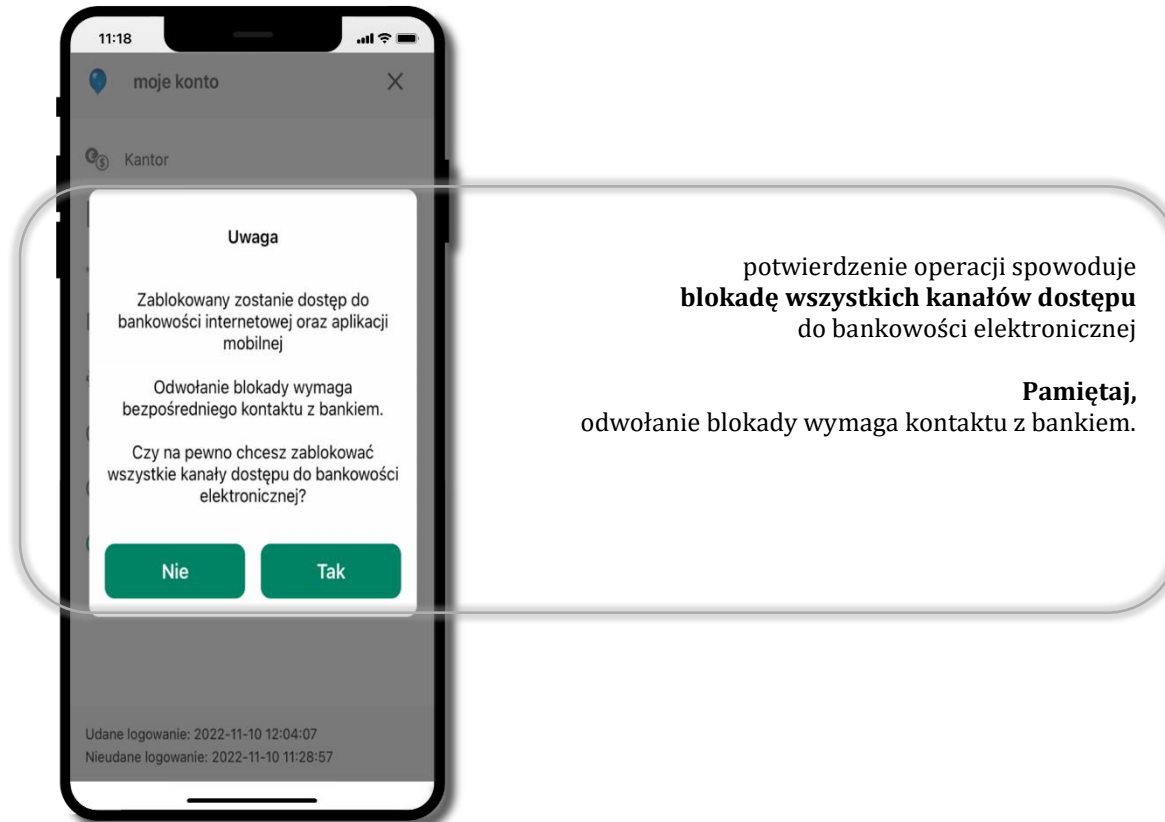 11:18
moje konto
Kantor
Uwaga
Zablokowany zostanie dostęp do
bankowości internetowej oraz aplikacji
mobilnej
Odwołanie blokady wymaga
bezpośredniego kontaktu z bankiem.
Czy na pewno chcesz zablokować
wszystkie kanały dostępu do bankowości
elektronicznej?
Nie Tak
Udane logowanie: 2022-11-10 12:04:07
Nieudane logowanie: 2022-11-10 11:28:57
potwierdzenie operacji spowoduje
blokadę wszystkich kanałów dostępu
do bankowości elektronicznej
Pamiętaj,
odwołanie blokady wymaga kontaktu z bankiem.